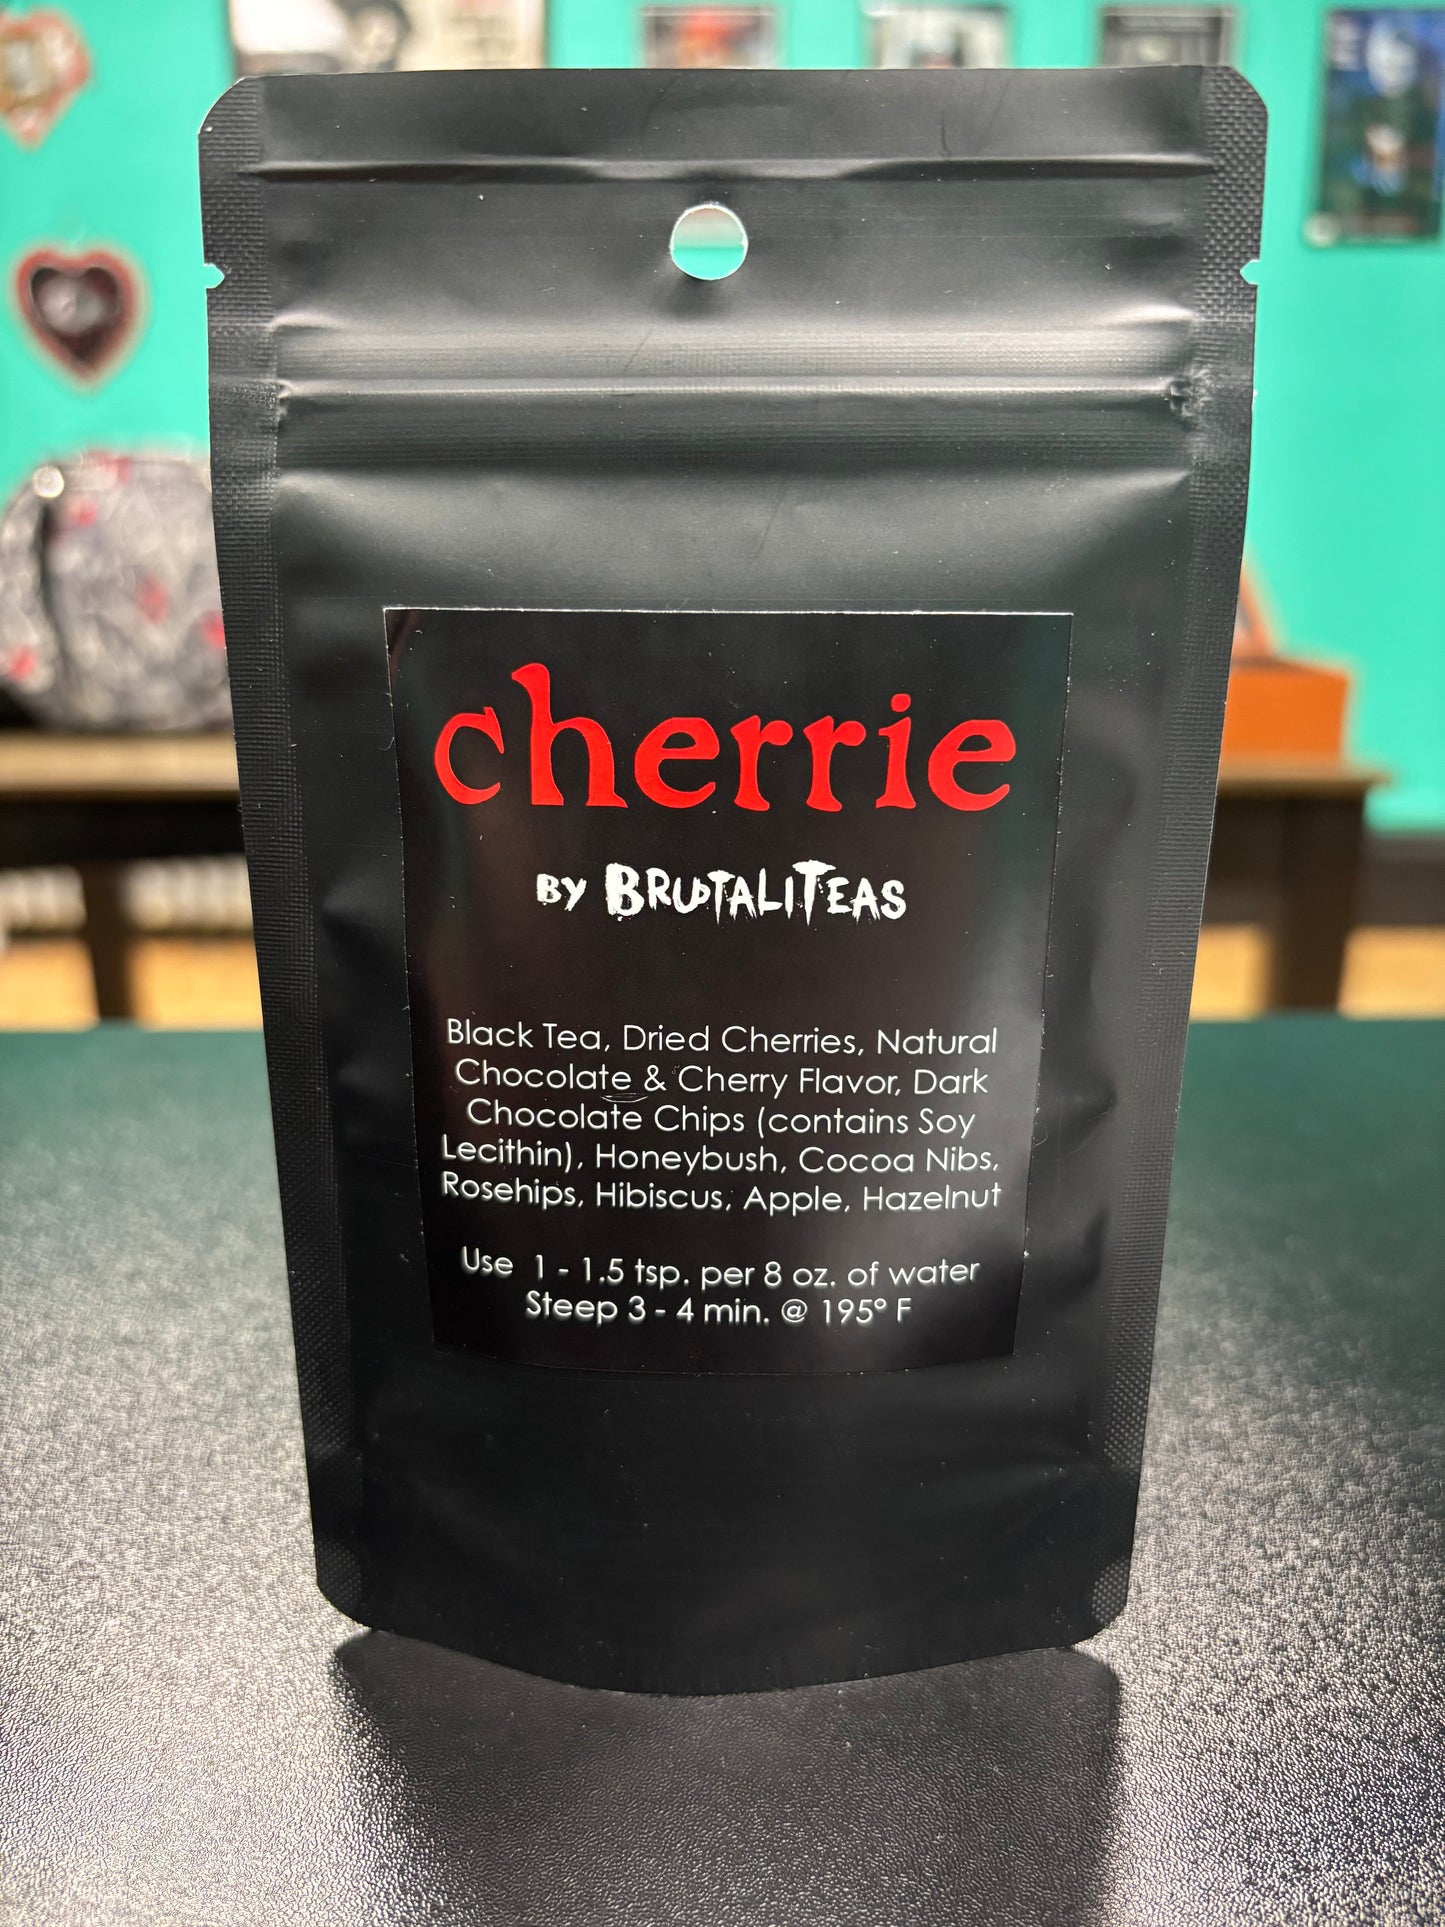 cherrie
BY BRUTALITEAS
Black Tea, Dried Cherries, Natural
Chocolate & Cherry Flavor, Dark
Chocolate Chips (contains Soy
Lecithin), Honeybush, Cocoa Nibs,
Rosehips, Hibiscus, Apple, Hazelnut
Use 1 - 1.5 tsp. per 8 oz. of water
Steep 3 - 4 min. @ 195° F